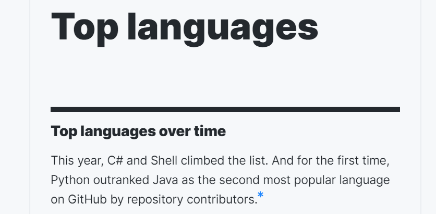 Top languages
Top languages over time
This year, C# and Shell climbed the list. And for the first time,
Python outranked Java as the second most popular language
on GitHub by repository contributors.*